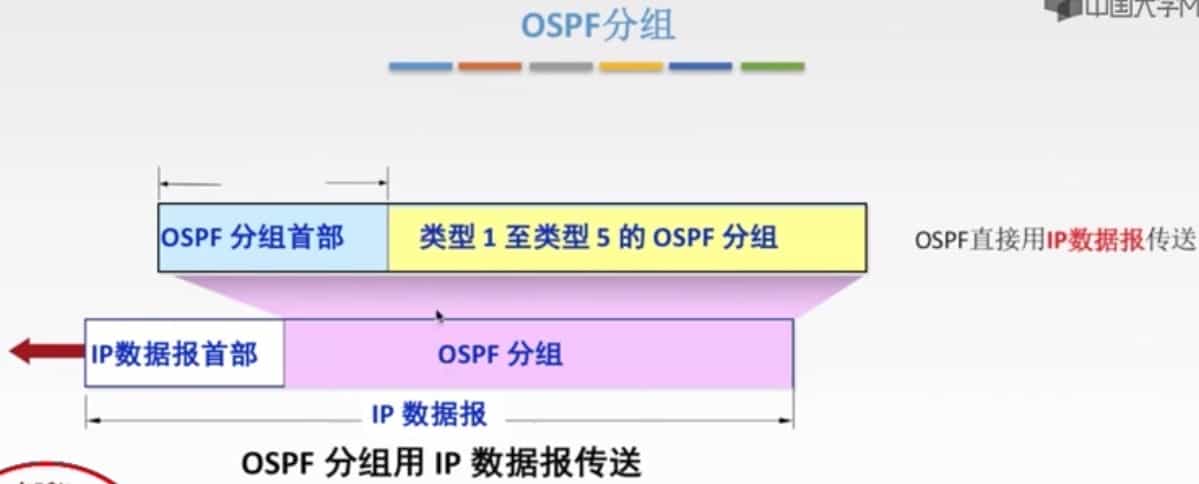 中国大学M
OSPF分组
OSPF 分组首部
类型 1 至类型 5 的 OSPF 分组
OSPF直接用IP数据报传送
IP数据报首部
OSPF 分组
IP 数据报
OSPF 分组用 IP 数据报传送